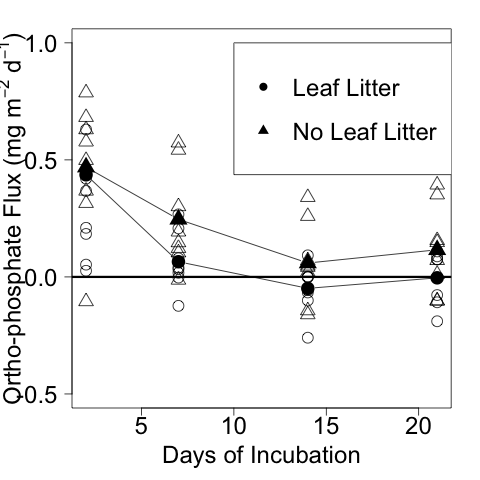 Ortho-phosphate Flux (mg m⁻² d⁻¹)
1.0
0.5
0.0
-0.5
Leaf Litter
No Leaf Litter
5 10 15 20
Days of Incubation